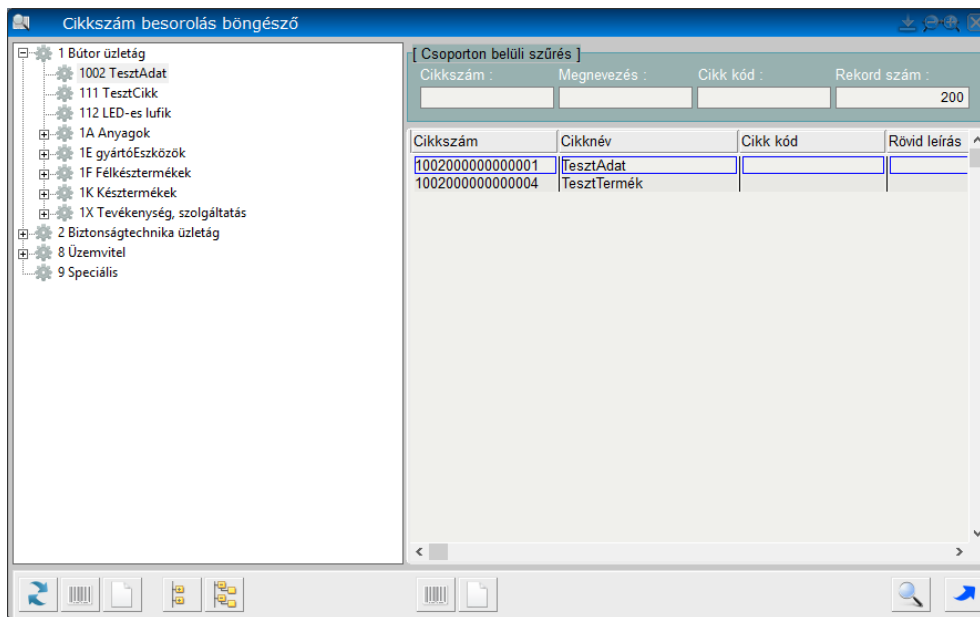 Cikkszám besorolás böngésző
1 Bútor üzletág
1002 TesztAdat
111 TesztCikk
112 LED-es lufik
1A Anyagok
1E gyártóEszközök
1F Félkésztermékek
1K Késztermékek
1X Tevékenység, szolgáltatás
2 Biztonságtechnika üzletág
8 Üzemvitel
9 Speciális
[ Csoporton belüli szűrés ]
Cikkszám : Megnevezés : Cikk kód : Rekord szám :
200
Cikkszám Cikknév Cikk kód Rövid leírás
1002000000000001 TesztAdat
1002000000000004 TesztTermék